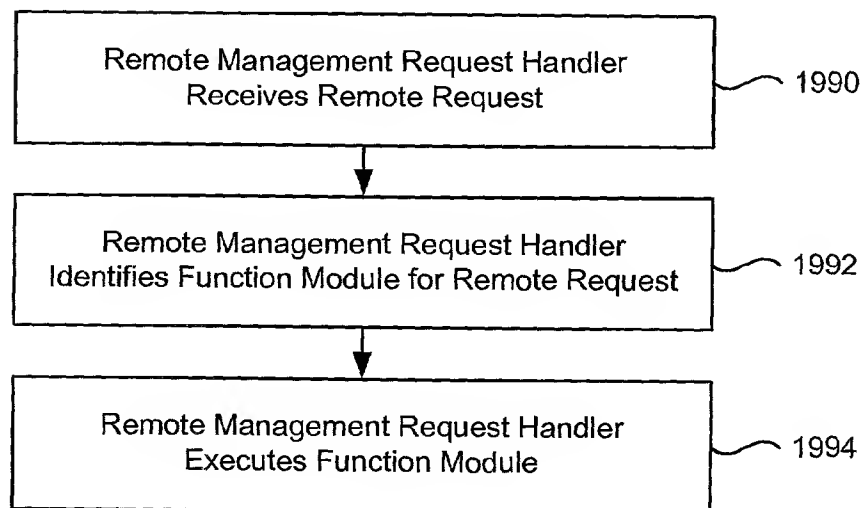 Remote Management Request Handler
Receives Remote Request
1990
Remote Management Request Handler
Identifies Function Module for Remote Request
1992
Remote Management Request Handler
Executes Function Module
1994